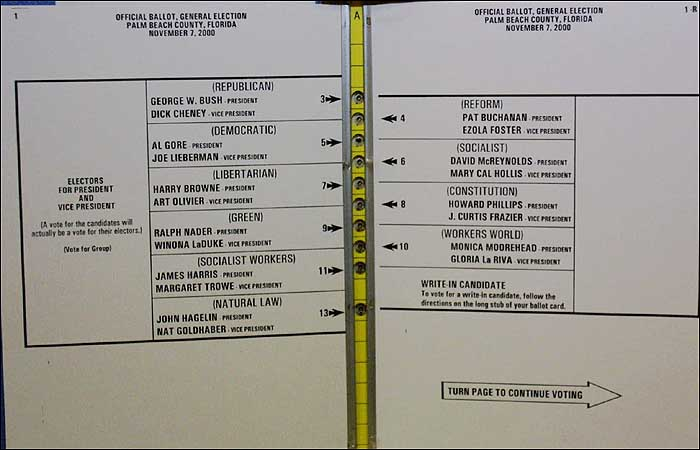 1
OFFICIAL BALLOT, GENERAL ELECTION
PALM BEACH COUNTY, FLORIDA
NOVEMBER 7, 2000
ELECTORS
FOR PRESIDENT
AND
VICE PRESIDENT
(A vote for the candidates will
actually be a vote for their electors.)
(Vote for Group)
(REPUBLICAN)
GEORGE W. BUSH - PRESIDENT
DICK CHENEY - VICE PRESIDENT
3
(DEMOCRATIC)
AL GORE - PRESIDENT
JOE LIEBERMAN - VICE PRESIDENT
5
(LIBERTARIAN)
HARRY BROWNE - PRESIDENT
ART OLIVIER - VICE PRESIDENT
7
(GREEN)
RALPH NADER - PRESIDENT
WINONA LaDUKE - VICE PRESIDENT
9
(SOCIALIST WORKERS)
JAMES HARRIS - PRESIDENT
MARGARET TROWE - VICE PRESIDENT
11
(NATURAL LAW)
JOHN HAGELIN - PRESIDENT
NAT GOLDHABER - VICE PRESIDENT
13
A
OFFICIAL BALLOT, GENERAL ELECTION
PALM BEACH COUNTY, FLORIDA
NOVEMBER 7, 2000
1-R
(REFORM)
4 PAT BUCHANAN - PRESIDENT
EZOLA FOSTER - VICE PRESIDENT
(SOCIALIST)
6 DAVID McREYNOLDS - PRESIDENT
MARY CAL HOLLIS - VICE PRESIDENT
(CONSTITUTION)
8 HOWARD PHILLIPS - PRESIDENT
J. CURTIS FRAZIER - VICE PRESIDENT
(WORKERS WORLD)
10 MONICA MOOREHEAD - PRESIDENT
GLORIA La RIVA - VICE PRESIDENT
WRITE-IN CANDIDATE
To vote for a write-in candidate, follow the
directions on the long stub of your ballot card.
TURN PAGE TO CONTINUE VOTING